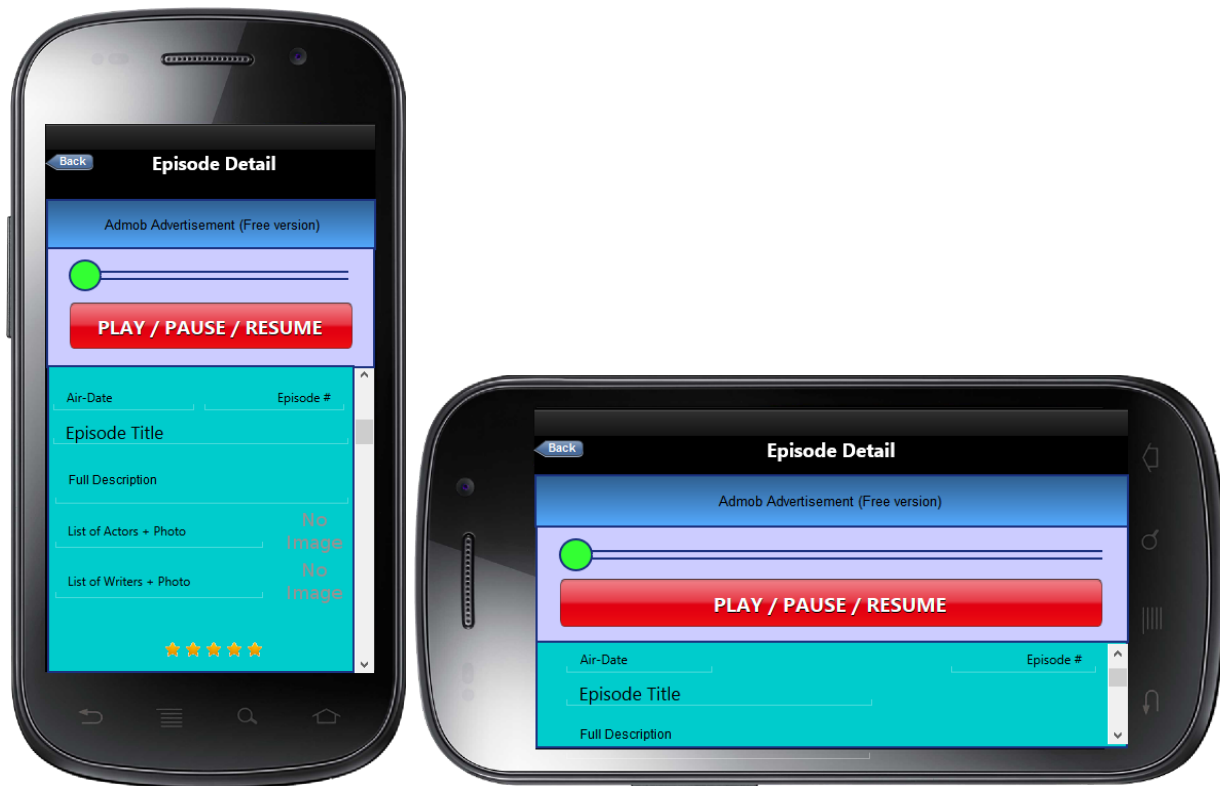 Back
Episode Detail
Admob Advertisement (Free version)
PLAY / PAUSE / RESUME
Air-Date
Episode #
Episode Title
Full Description
List of Actors + Photo
No
Image
List of Writers + Photo
No
Image
Back
Episode Detail
Admob Advertisement (Free version)
PLAY / PAUSE / RESUME
Air-Date
Episode #
Episode Title
Full Description